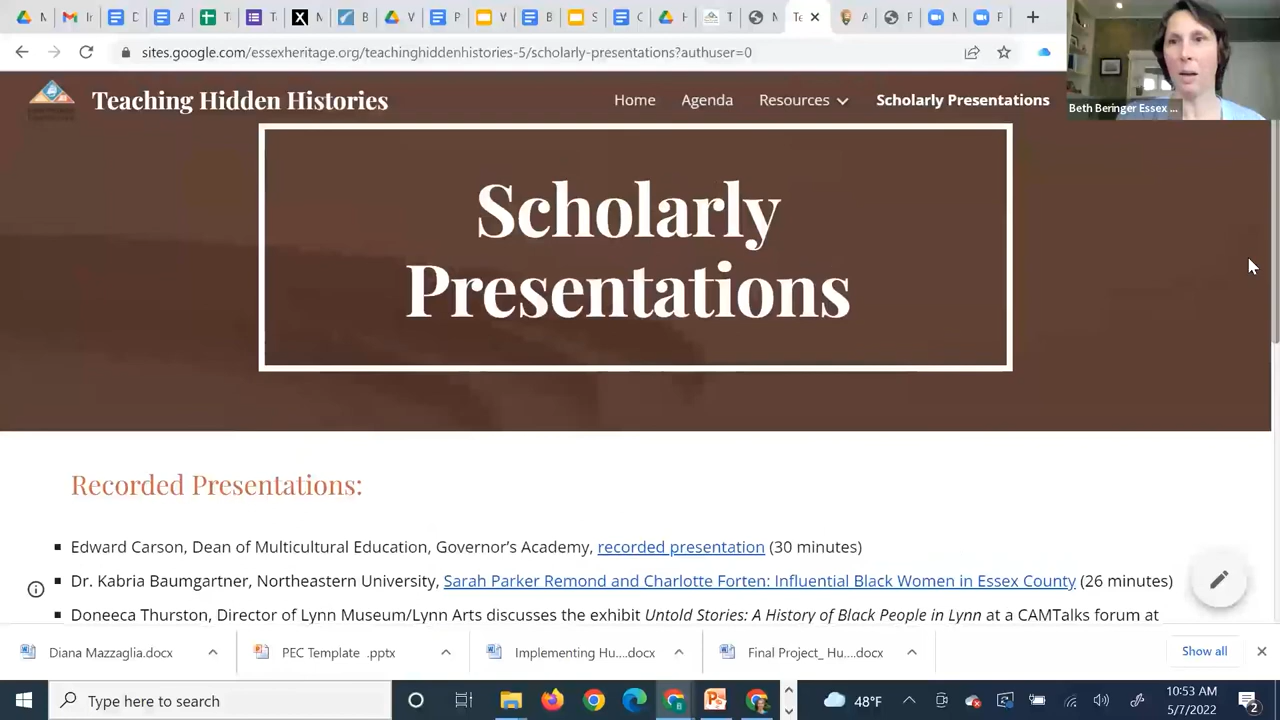 M
M
D
A
T
T
M
B
V
P
V
B
S
C
H
M
Te
A
F
M
F
sites.google.com/essexheritage.org/teachinghiddenhistories-5/scholarly-presentations?authuser=0
Beth Beringer Essex ...
Teaching Hidden Histories
Home Agenda Resources Scholarly Presentations
Scholarly
Presentations
Recorded Presentations:
▪ Edward Carson, Dean of Multicultural Education, Governor's Academy, recorded presentation (30 minutes)
▪ Dr. Kabria Baumgartner, Northeastern University, Sarah Parker Remond and Charlotte Forten: Influential Black Women in Essex County (26 minutes)
▪ Doneeca Thurston, Director of Lynn Museum/Lynn Arts discusses the exhibit Untold Stories: A History of Black People in Lynn at a CAMTalks forum at
Diana Mazzaglia.docx
PEC Template .pptx
Implementing Hu....docx
Final Project_ Hu....docx
Show all
Type here to search
48°F
10:53 AM
5/7/2022
2